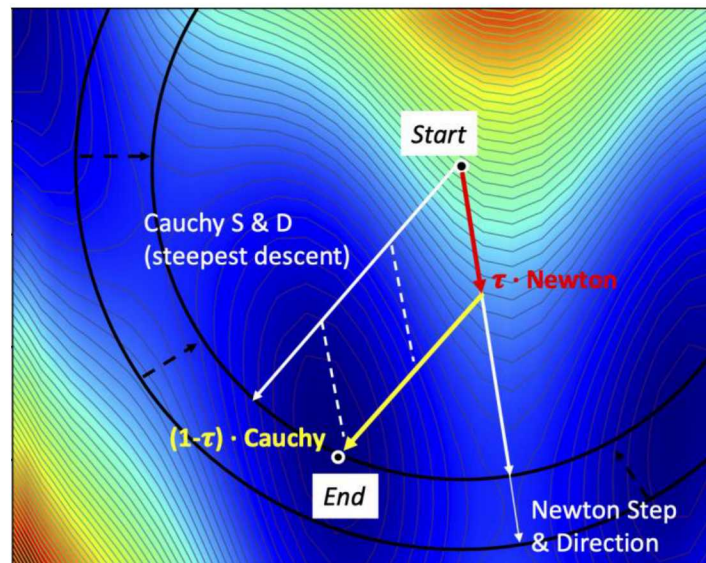 Start
Cauchy S & D
(steepest descent)
τ · Newton
(1-τ) · Cauchy
End
Newton Step
& Direction